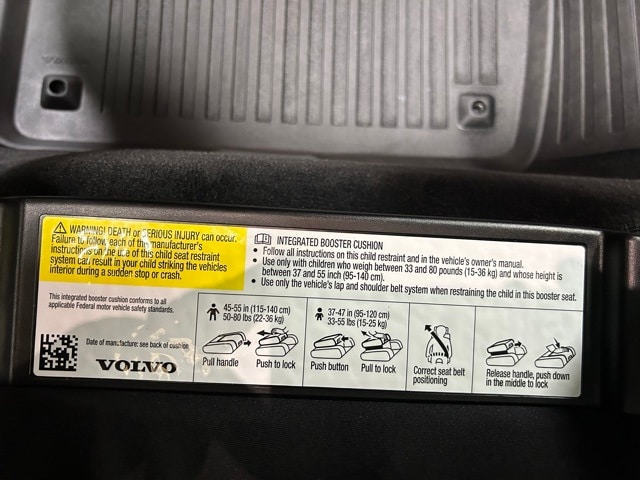 VOLVO
⚠ WARNING! DEATH or SERIOUS INJURY can occur.
Failure to follow, each of the manufacturer's
instructions on the use of this child seat restraint
system can result in your child striking the vehicles
interior during a sudden stop or crash.
This integrated booster cushion conforms to all
applicable Federal motor vehicle safety standards.
Date of manufacture: see back of cushion
VOLVO
INTEGRATED BOOSTER CUSHION
• Follow all instructions on this child restraint and in the vehicle's owner's manual.
• Use only with children who weigh between 33 and 80 pounds (15-36 kg) and whose height is
between 37 and 55 inch (95-140 cm).
• Use only the vehicle's lap and shoulder belt system when restraining the child in this booster seat.
45-55 in (115-140 cm)
50-80 lbs (22-36 kg)
Pull handle
Push to lock
37-47 in (95-120 cm)
33-55 lbs (15-25 kg)
Push button
Pull to lock
Correct seat belt
positioning
Release handle, push down
in the middle to lock